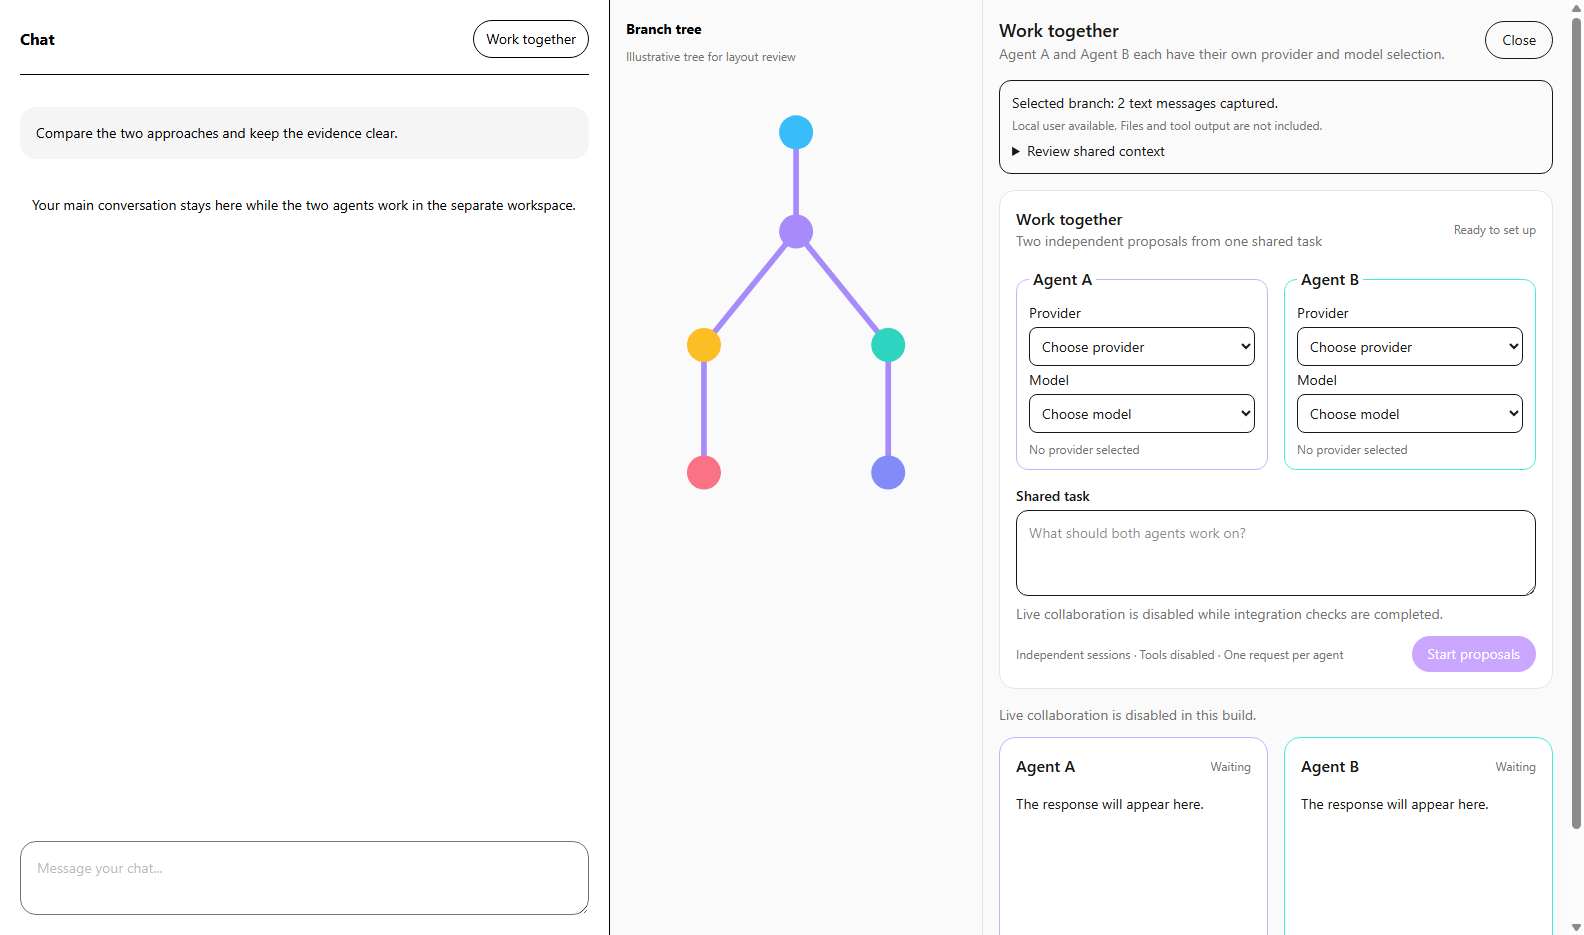 Chat
Work together
Compare the two approaches and keep the evidence clear.
Your main conversation stays here while the two agents work in the separate workspace.
Message your chat...
Branch tree
Illustrative tree for layout review
Work together
Agent A and Agent B each have their own provider and model selection.
Close
Selected branch: 2 text messages captured.
Local user available. Files and tool output are not included.
Review shared context
Work together
Two independent proposals from one shared task
Ready to set up
Agent A
Provider
Choose provider
Model
Choose model
No provider selected
Agent B
Provider
Choose provider
Model
Choose model
No provider selected
Shared task
What should both agents work on?
Live collaboration is disabled while integration checks are completed.
Independent sessions · Tools disabled · One request per agent
Start proposals
Live collaboration is disabled in this build.
Agent A
Waiting
The response will appear here.
Agent B
Waiting
The response will appear here.